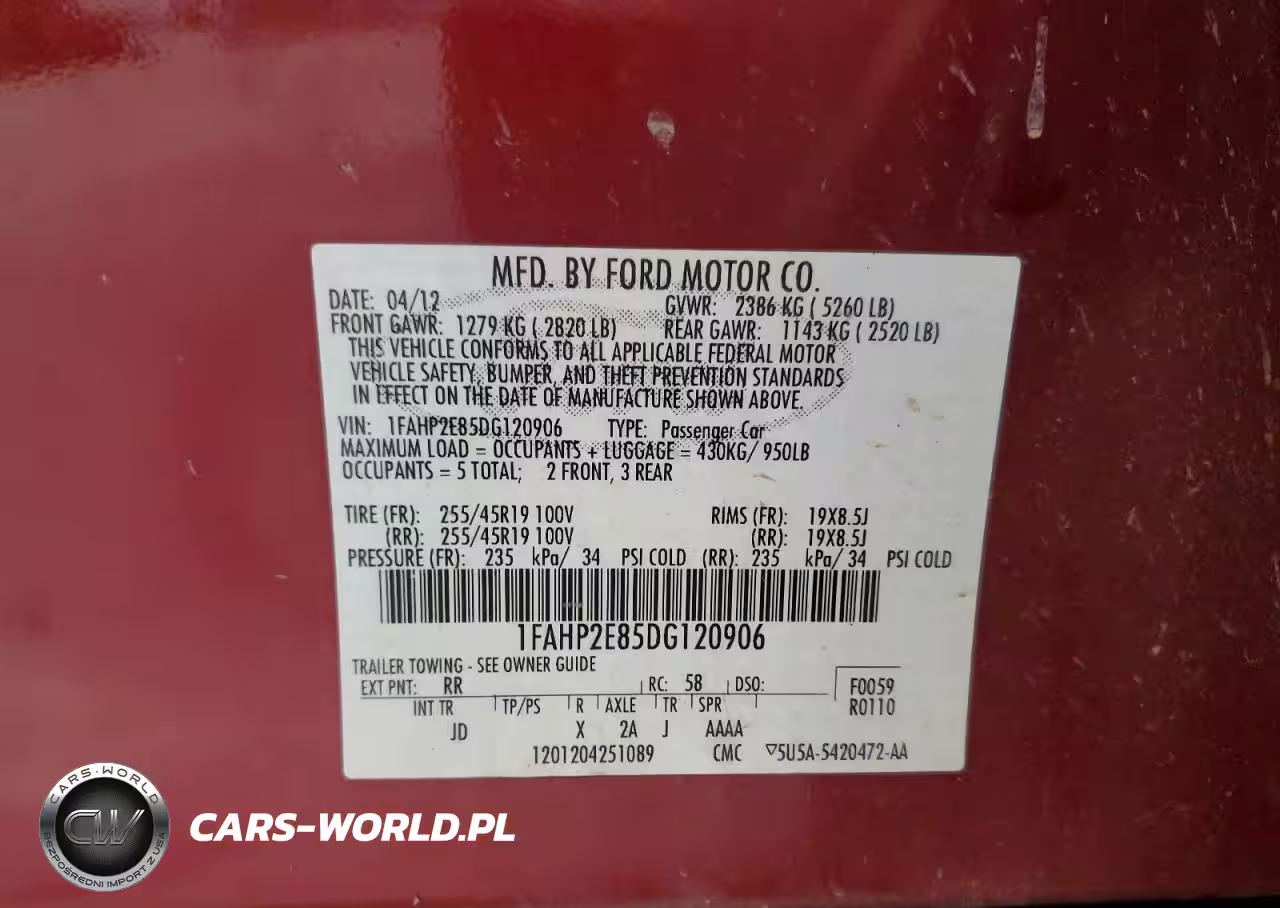 MFD. BY FORD MOTOR CO.
DATE: 04/12 GVWR: 2386 KG ( 5260 LB)
FRONT GAWR: 1279 KG ( 2820 LB) REAR GAWR: 1143 KG ( 2520 LB)
THIS VEHICLE CONFORMS TO ALL APPLICABLE FEDERAL MOTOR
VEHICLE SAFETY, BUMPER, AND THEFT PREVENTION STANDARDS
IN EFFECT ON THE DATE OF MANUFACTURE SHOWN ABOVE.
VIN: 1FAHP2E85DG120906 TYPE: Passenger Car
MAXIMUM LOAD = OCCUPANTS + LUGGAGE = 430KG/ 950LB
OCCUPANTS = 5 TOTAL; 2 FRONT, 3 REAR
TIRE (FR): 255/45R19 100V RIMS (FR): 19X8.5J
(RR): 255/45R19 100V (RR): 19X8.5J
PRESSURE (FR): 235 kPa/ 34 PSI COLD (RR): 235 kPa/ 34 PSI COLD
1FAHP2E85DG120906
TRAILER TOWING - SEE OWNER GUIDE
EXT PNT: RR RC: 58 DSO: F0059
INT TR TP/PS R AXLE TR SPR R0110
JD X 2A J AAAA
1201204251089 CMC ▽5U5A-5420472-AA
CARS-WORLD
CW
BEZPOŚREDNI IMPORT Z USA
CARS-WORLD.PL